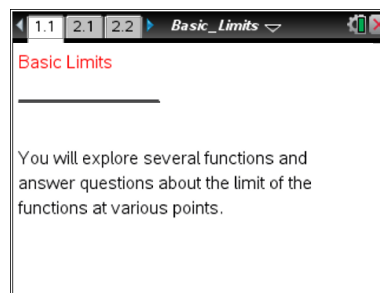 1.1 2.1 2.2 Basic_Limits
Basic Limits
You will explore several functions and
answer questions about the limit of the
functions at various points.